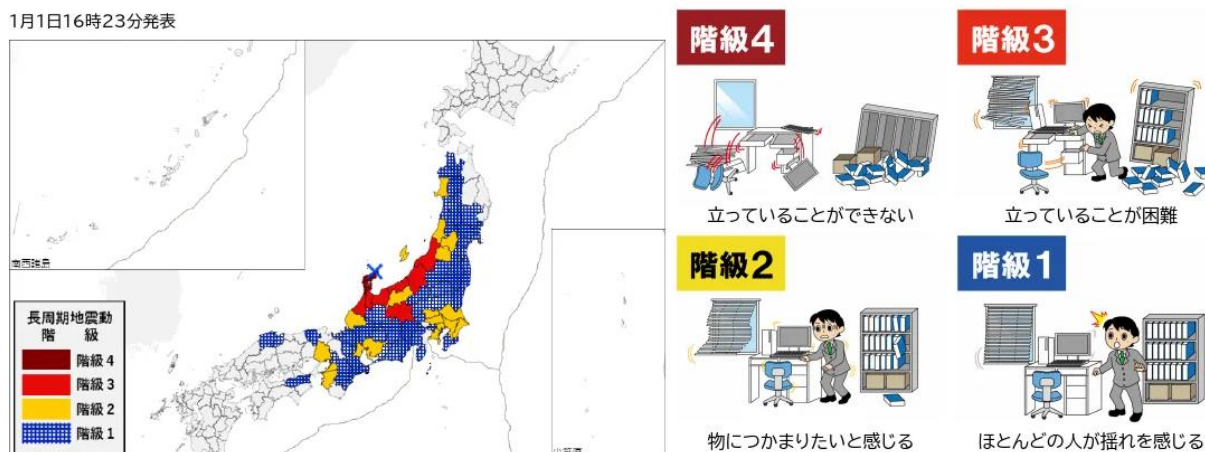 1月1日16時23分発表
南西諸島
長周期地震動
階 級
階級4
階級3
階級2
階級1
階級4
立っていることができない
階級3
立っていることが困難
階級2
物につかまりたいと感じる
階級1
ほとんどの人が揺れを感じる